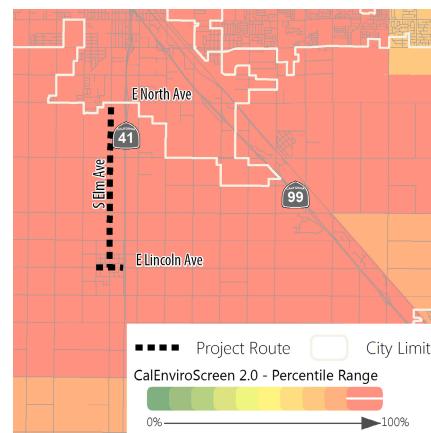 E North Ave
41
S Elm Ave
99
E Lincoln Ave
Project Route
City Limit
CalEnviroScreen 2.0 - Percentile Range
0%
100%